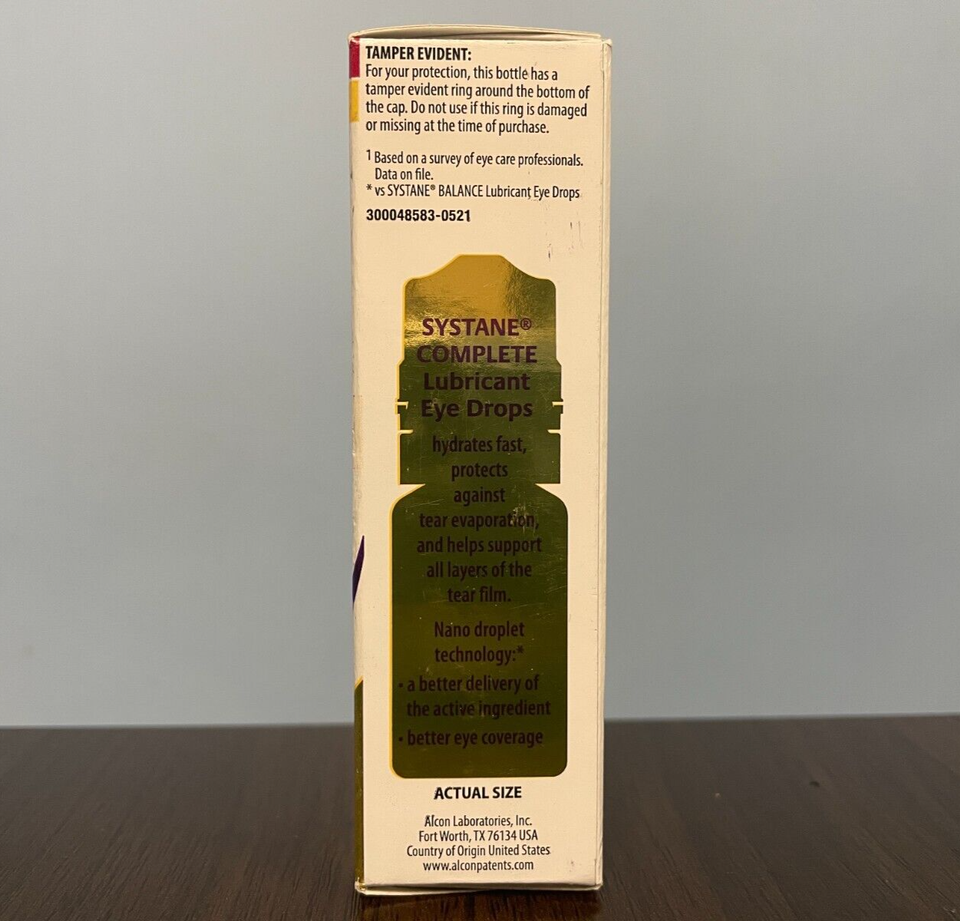 TAMPER EVIDENT:
For your protection, this bottle has a
tamper evident ring around the bottom of
the cap. Do not use if this ring is damaged
or missing at the time of purchase.
1 Based on a survey of eye care professionals.
Data on file.
* vs SYSTANE® BALANCE Lubricant Eye Drops
300048583-0521
SYSTANE®
COMPLETE
Lubricant
Eye Drops
hydrates fast,
protects
against
tear evaporation,
and helps support
all layers of the
tear film.
Nano droplet
technology:*
• a better delivery of
the active ingredient
• better eye coverage
ACTUAL SIZE
Alcon Laboratories, Inc.
Fort Worth, TX 76134 USA
Country of Origin United States
www.alconpatents.com